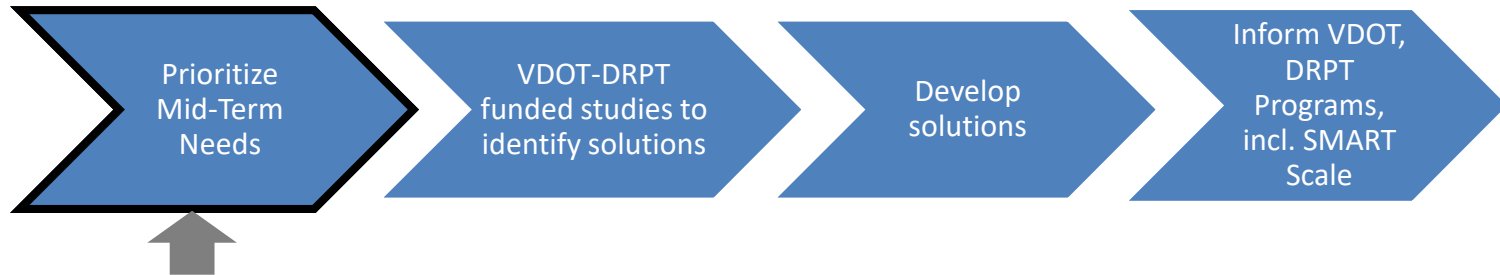 Prioritize
Mid-Term
Needs
VDOT-DRPT
funded studies to
identify solutions
Develop
solutions
Inform VDOT,
DRPT
Programs,
incl. SMART
Scale